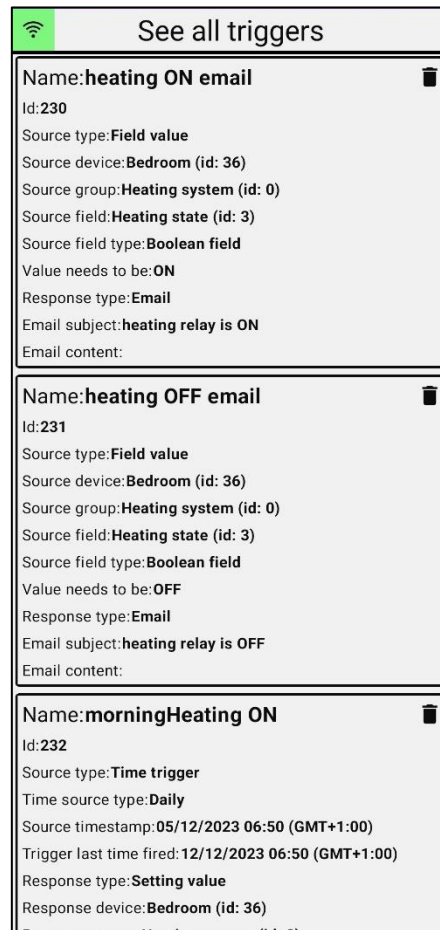 See all triggers
Name:heating ON email
Id:230
Source type:Field value
Source device:Bedroom (id: 36)
Source group:Heating system (id: 0)
Source field:Heating state (id: 3)
Source field type:Boolean field
Value needs to be:ON
Response type:Email
Email subject:heating relay is ON
Email content:
Name:heating OFF email
Id:231
Source type:Field value
Source device:Bedroom (id: 36)
Source group:Heating system (id: 0)
Source field:Heating state (id: 3)
Source field type:Boolean field
Value needs to be:OFF
Response type:Email
Email subject:heating relay is OFF
Email content:
Name:morningHeating ON
Id:232
Source type:Time trigger
Time source type:Daily
Source timestamp:05/12/2023 06:50 (GMT+1:00)
Trigger last time fired:12/12/2023 06:50 (GMT+1:00)
Response type:Setting value
Response device:Bedroom (id: 36)